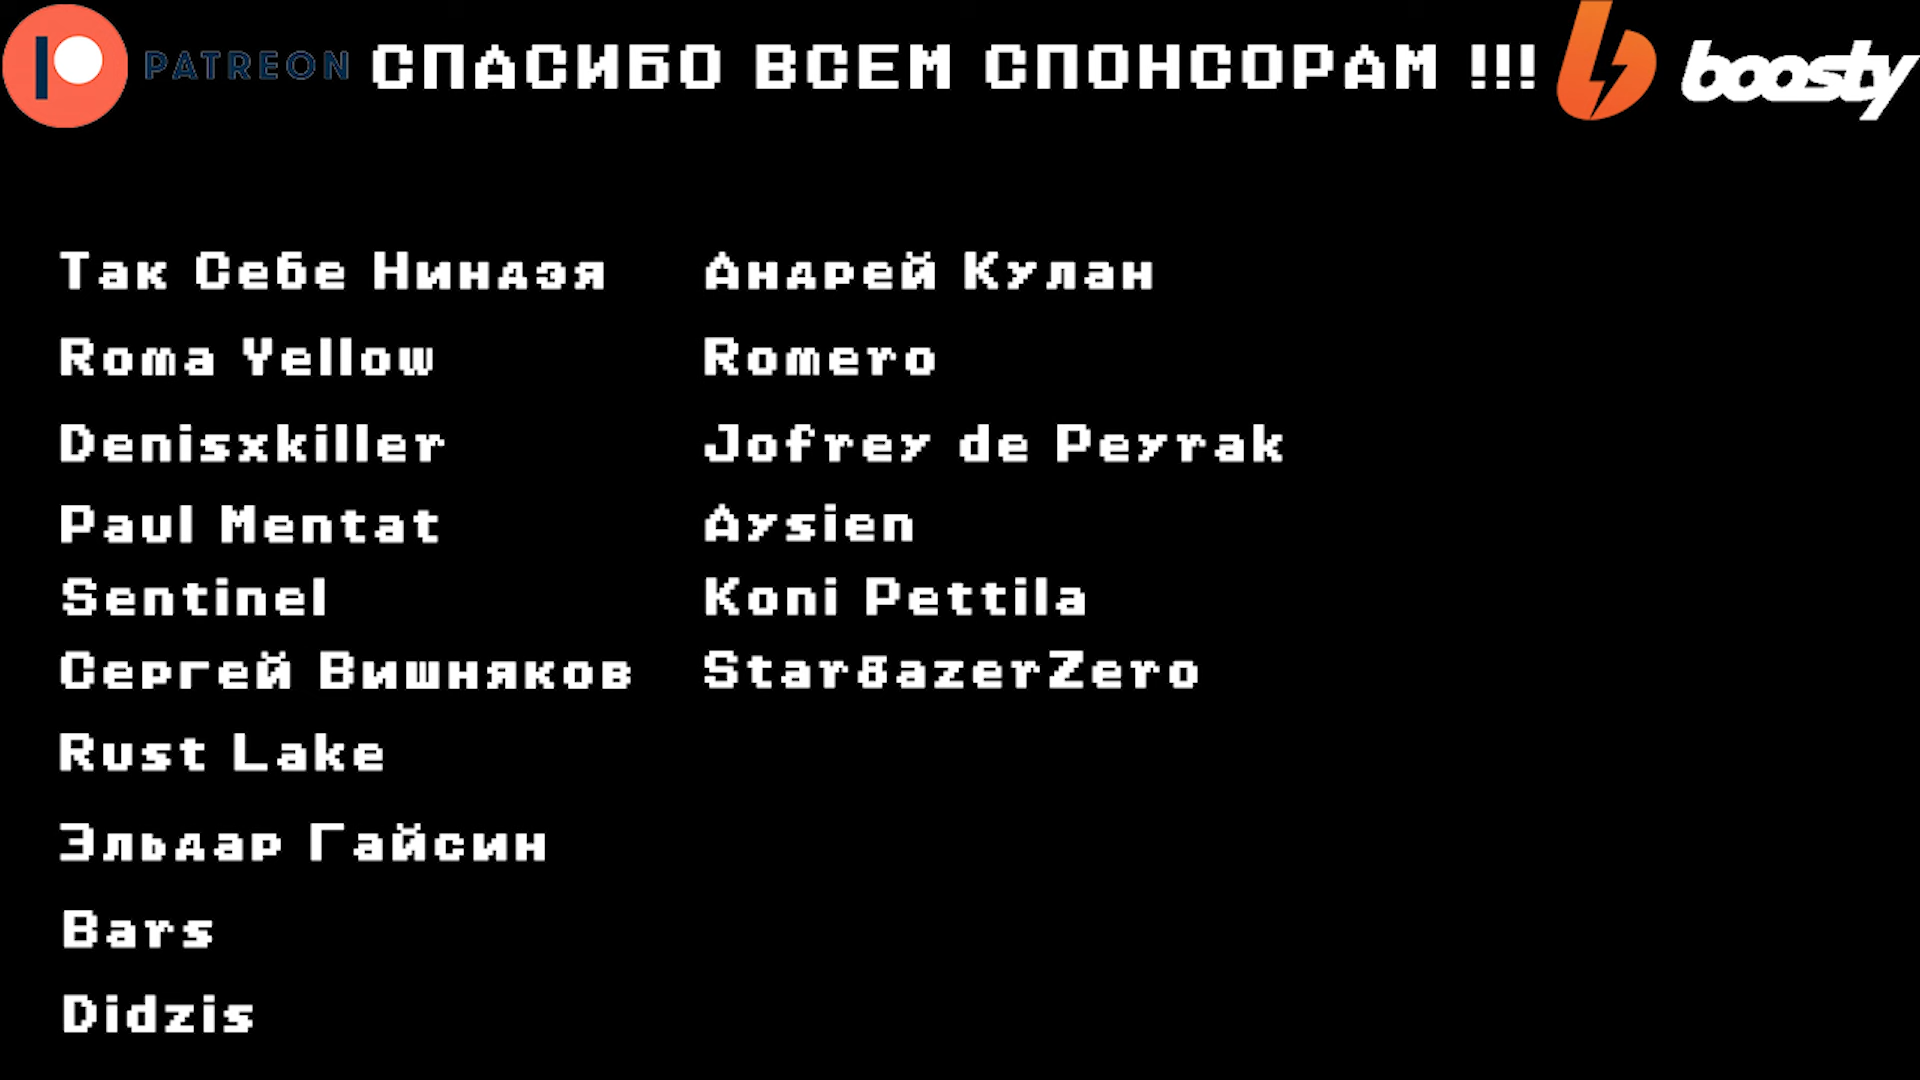 PATREON СПАСИБО ВСЕМ СПОНСОРАМ !!! boosty
Так Себе Ниндзя
Roma Yellow
Denisxkiller
Paul Mentat
Sentinel
Сергей Вишняков
Rust Lake
Эльдар Гайсин
Bars
Didzis
Андрей Кулан
Romero
Jofrey de Peyrak
Aysien
Koni Pettila
StargazerZero